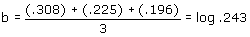 b = (.308) + (.225) + (.196) = log .243
3